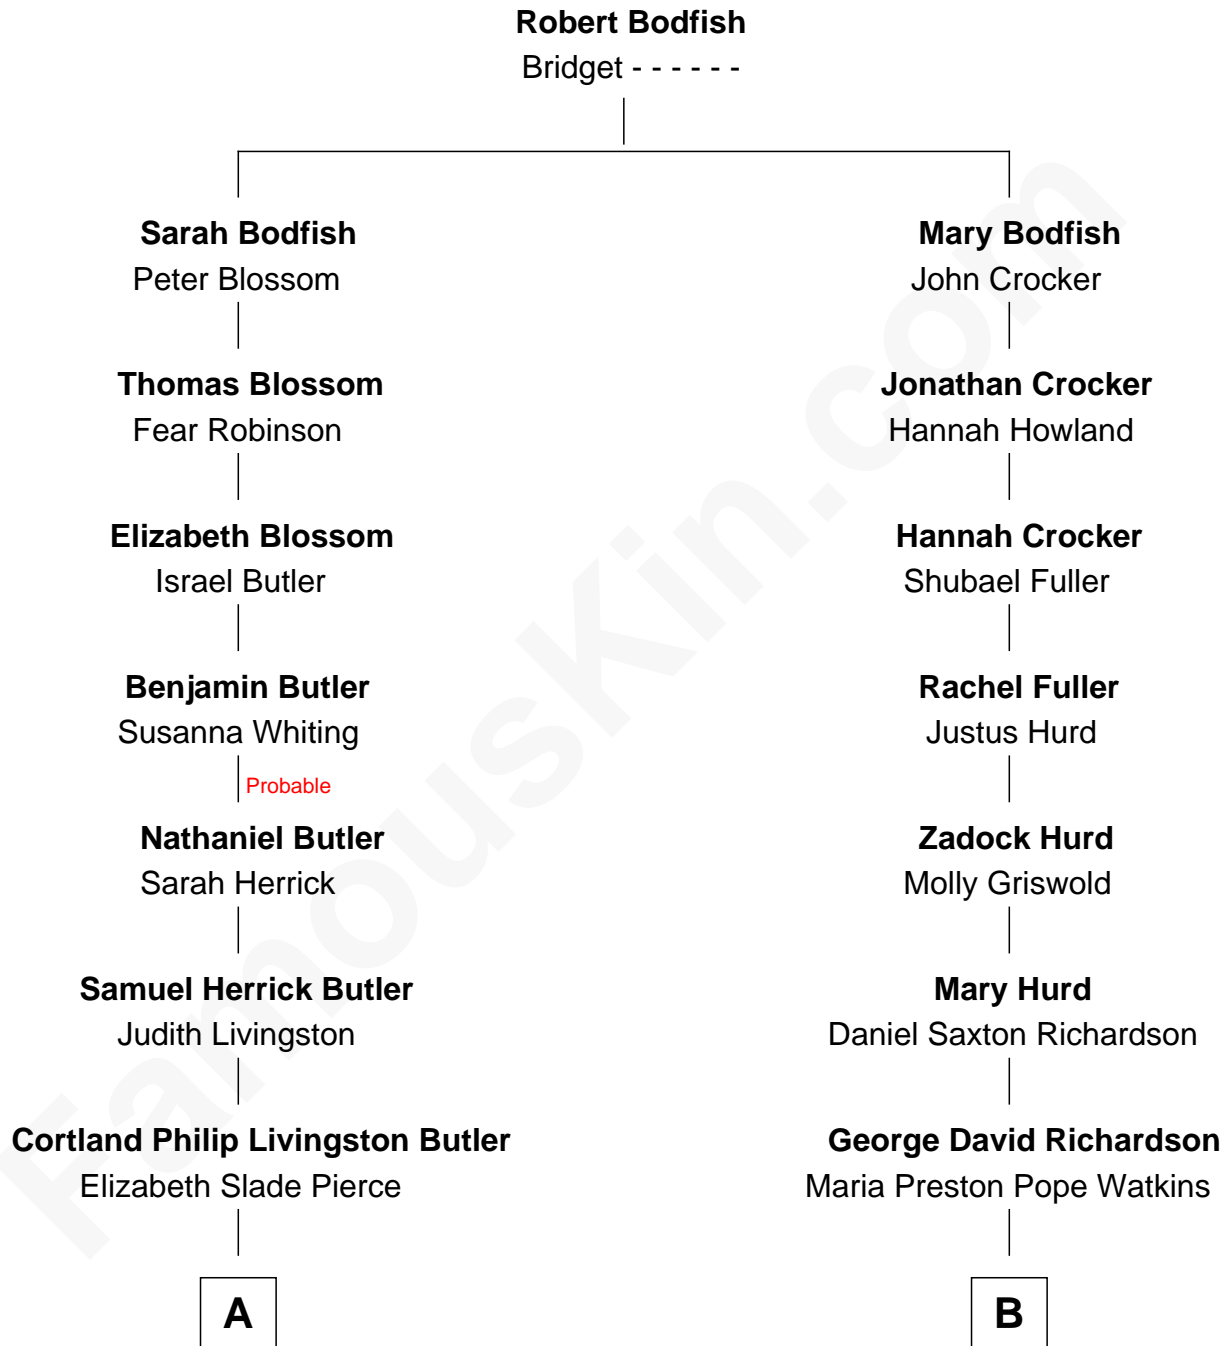 Robert Bodfish
Bridget - - - - - -
Sarah Bodfish
Peter Blossom
Mary Bodfish
John Crocker
Thomas Blossom
Fear Robinson
Jonathan Crocker
Hannah Howland
Elizabeth Blossom
Israel Butler
Hannah Crocker
Shubael Fuller
Benjamin Butler
Susanna Whiting
Rachel Fuller
Justus Hurd
Probable
Nathaniel Butler
Sarah Herrick
Zadock Hurd
Molly Griswold
Samuel Herrick Butler
Judith Livingston
Mary Hurd
Daniel Saxton Richardson
Cortland Philip Livingston Butler
Elizabeth Slade Pierce
George David Richardson
Maria Preston Pope Watkins
A
B
FamousKin.com